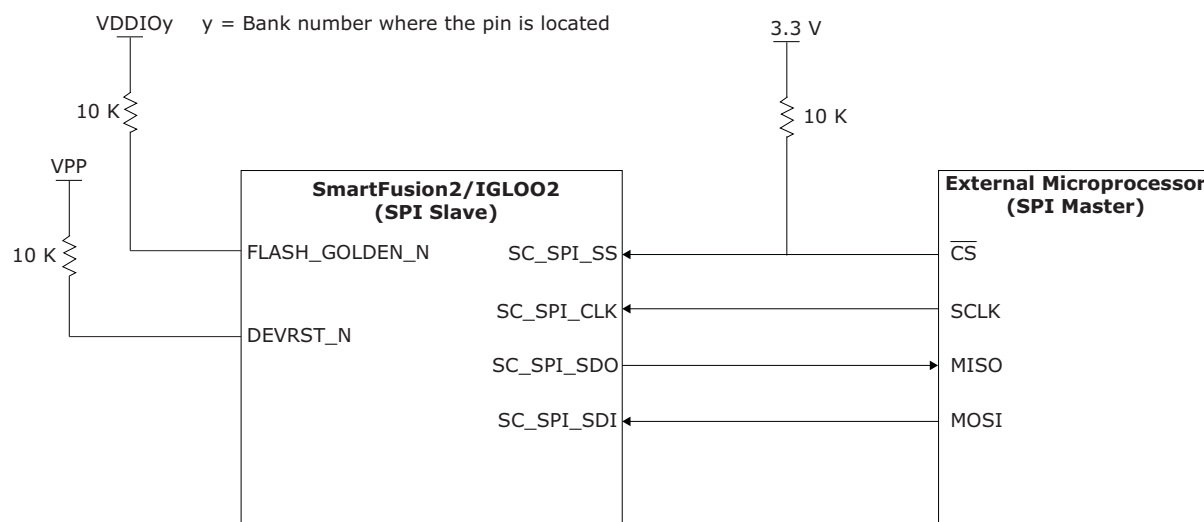 VDDIOy y = Bank number where the pin is located
3.3 V
10 K
10 K
VPP
SmartFusion2/IGLOO2
(SPI Slave)
External Microprocessor
(SPI Master)
10 K
FLASH_GOLDEN_N
SC_SPI_SS
CS
SC_SPI_CLK
SCLK
DEVRST_N
SC_SPI_SDO
MISO
SC_SPI_SDI
MOSI